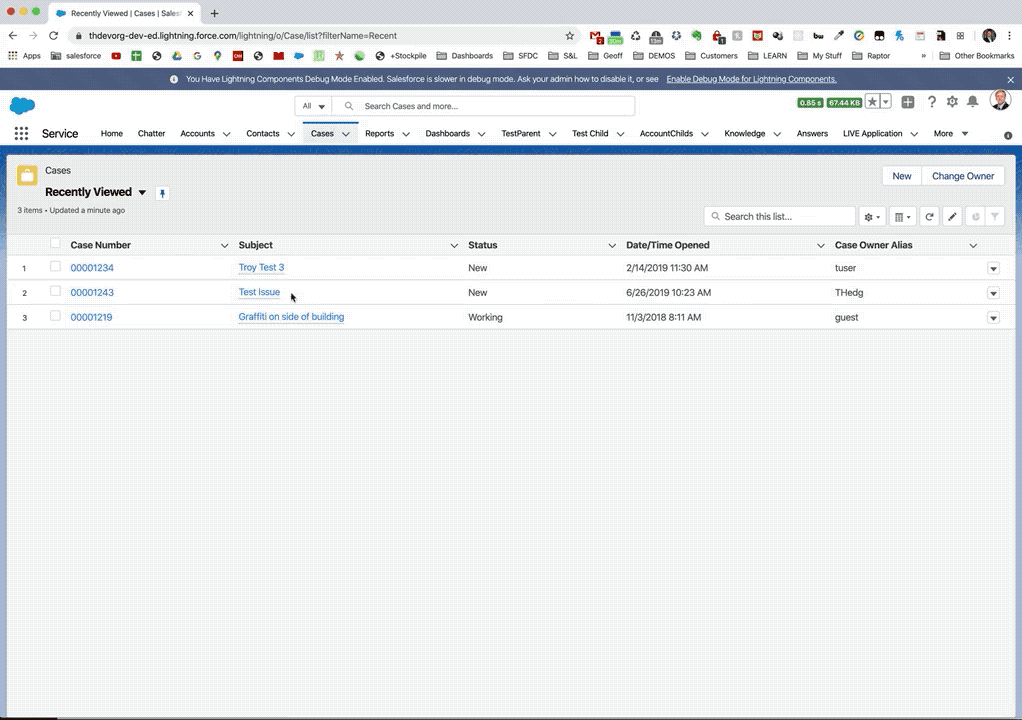 Recently Viewed | Cases | Sales
thdevorg-dev-ed.lightning.force.com/lightning/o/Case/list?filterName=Recent
Apps salesforce +Stockpile Dashboards SFDC S&L Geoff DEMOS Customers LEARN My Stuff Raptor » Other Bookmarks
You Have Lightning Components Debug Mode Enabled. Salesforce is slower in debug mode. Ask your admin how to disable it, or see Enable Debug Mode for Lightning Components.
All Search Cases and more... 0.85 s 67.44 KB
Service Home Chatter Accounts Contacts Cases Reports Dashboards TestParent Test Child AccountChilds Knowledge Answers LIVE Application More
Cases
Recently Viewed
New Change Owner
3 items • Updated a minute ago
Search this list...
Case Number Subject Status Date/Time Opened Case Owner Alias
1 00001234 Troy Test 3 New 2/14/2019 11:30 AM tuser
2 00001243 Test Issue New 6/26/2019 10:23 AM THedg
3 00001219 Graffiti on side of building Working 11/3/2018 8:11 AM guest